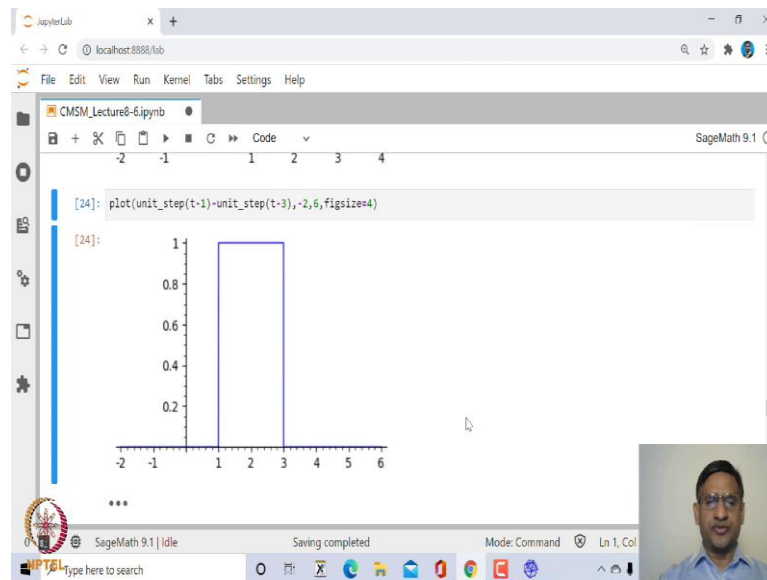 JupyterLab
localhost:8888/lab
File Edit View Run Kernel Tabs Settings Help
CMSM_Lecture8-6.ipynb
Code
SageMath 9.1
-2 -1 1 2 3 4
[24]: plot(unit_step(t-1)-unit_step(t-3),-2,6,figsize=4)
[24]:
1
0.8
0.6
0.4
0.2
-2 -1 1 2 3 4 5 6
SageMath 9.1 | Idle Saving completed Mode: Command Ln 1, Col
NPTEL Type here to search